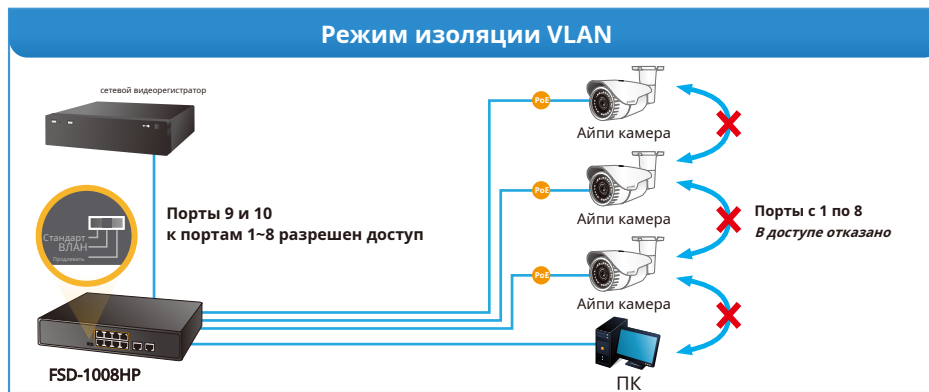 Режим изоляции VLAN
сетевой видеорегистратор
PoE
Айпи камера
Порты 9 и 10
к портам 1~8 разрешен доступ
Стандарт
ВЛАН
Продлевать
PoE
Айпи камера
Порты с 1 по 8
В доступе отказано
PoE
Айпи камера
FSD-1008HP
ПК